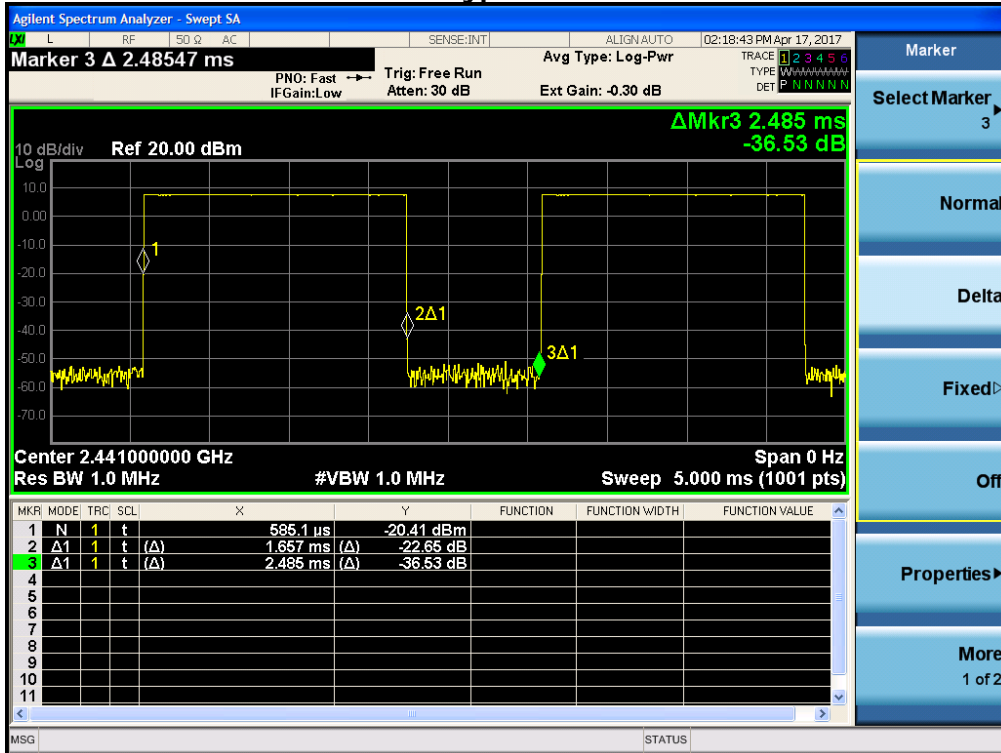 Agilent Spectrum Analyzer - Swept SA
LXI L RF 50 Ω AC SENSE:INT ALIGN AUTO 02:18:43 PM Apr 17, 2017
Marker 3 Δ 2.48547 ms
PNO: Fast
IFGain:Low
Trig: Free Run
Atten: 30 dB
Avg Type: Log-Pwr
Ext Gain: -0.30 dB
TRACE 1 2 3 4 5 6
TYPE W
DET P N N N N N
ΔMkr3 2.485 ms
-36.53 dB
10 dB/div Ref 20.00 dBm
Log
10.0
0.00
-10.0
-20.0
-30.0
-40.0
-50.0
-60.0
-70.0
1
2Δ1
3Δ1
Center 2.441000000 GHz Span 0 Hz
Res BW 1.0 MHz #VBW 1.0 MHz Sweep 5.000 ms (1001 pts)
MKR MODE TRC SCL X Y FUNCTION FUNCTION WIDTH FUNCTION VALUE
1 N 1 t 585.1 µs -20.41 dBm
2 Δ1 1 t (Δ) 1.657 ms (Δ) -22.65 dB
3 Δ1 1 t (Δ) 2.485 ms (Δ) -36.53 dB
4
5
6
7
8
9
10
11
MSG STATUS
Marker
Select Marker
3
Normal
Delta
Fixed
Off
Properties
More
1 of 2